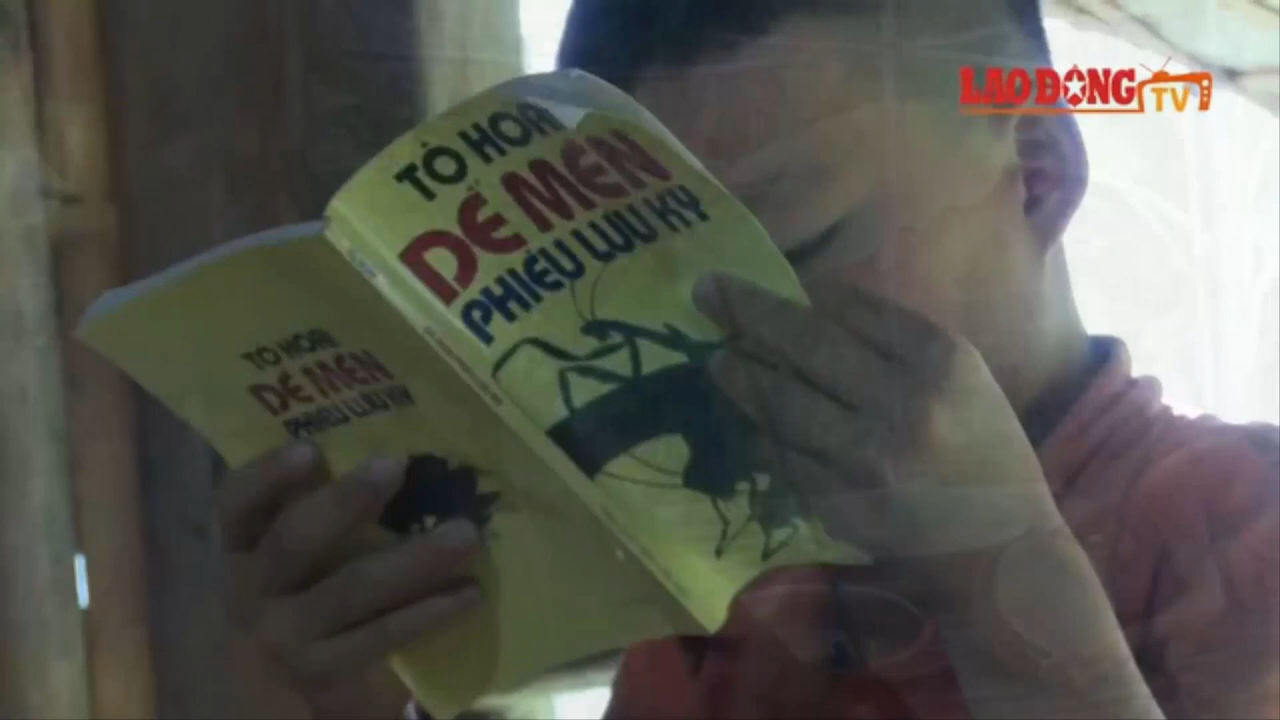 LAO ĐỘNG TV
TÔ HOÀI
DẾ MÈN
PHIÊU LƯU KÝ
TÔ HOÀI
DẾ MÈN
PHIÊU LƯU KÝ